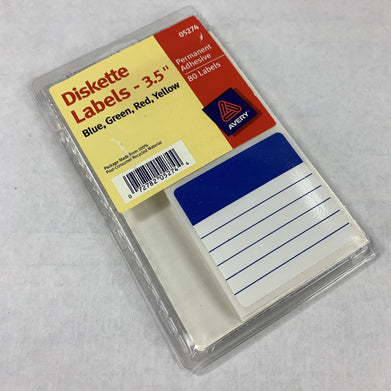 05274
Permanent
Adhesive
80 Labels
Diskette
Labels - 3.5"
Blue, Green, Red, Yellow
AVERY
Package Made From 100%
Post-Consumer Recycled Material
0 72782 05274 4